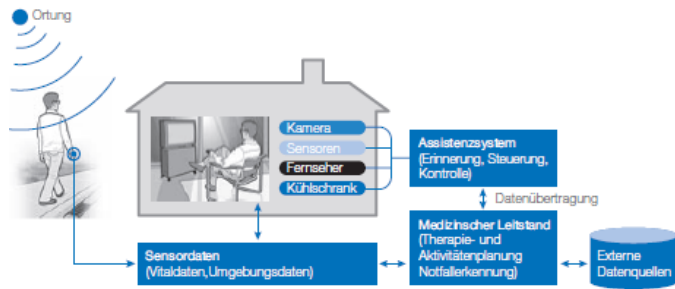 Ortung
Kamera
Sensoren
Fernseher
Kühlschrank
Assistenzsystem
(Erinnerung, Steuerung,
Kontrolle)
Datenübertragung
Sensordaten
(Vitaldaten,Umgebungsdaten)
Medizinscher Leitstand
(Therapie- und
Aktivitätenplanung
Notfallerkennung)
Externe
Datenquellen